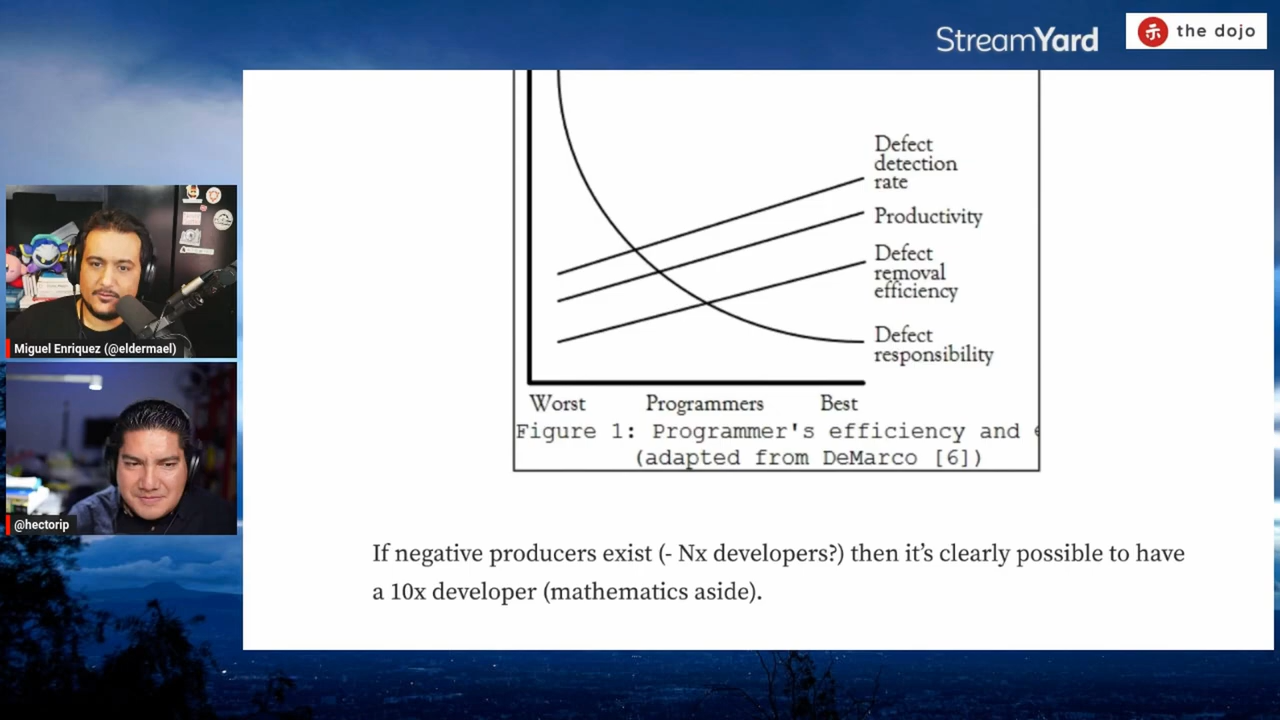 StreamYard
the dojo
Defect
detection
rate
Productivity
Defect
removal
efficiency
Defect
responsibility
Worst Programmers Best
Figure 1: Programmer's efficiency and
(adapted from DeMarco [6])
Miguel Enriquez (@eldermael)
@hectorip
If negative producers exist (- Nx developers?) then it’s clearly possible to have
a 10x developer (mathematics aside).